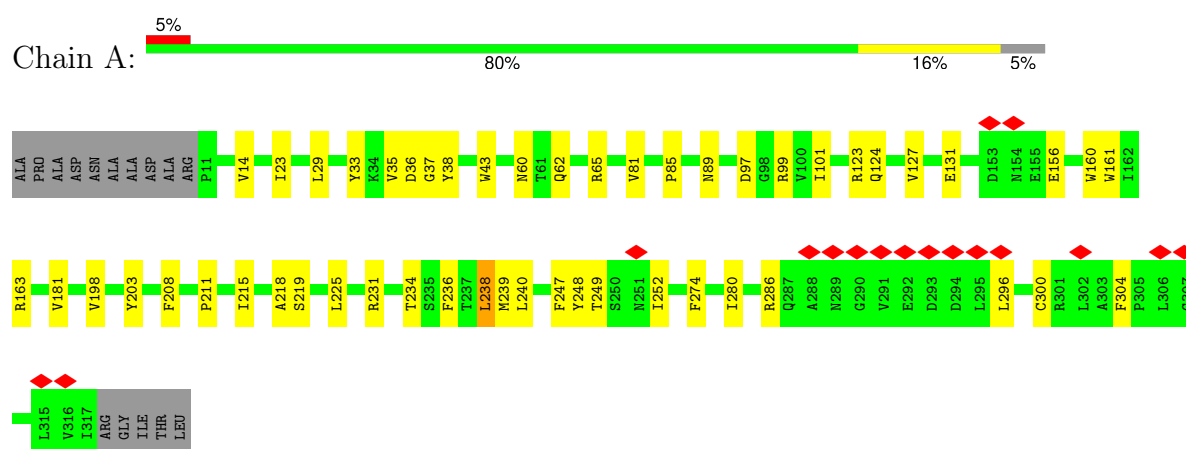 5%
Chain A:
80% 16% 5%
ALA PRO ALA ASP ASN ALA ALA ASP ALA ARG P11 V14 I23 L29 Y33 K34 V35 D36 G37 Y38 W43 N60 T61 Q62 R65 V81 P85 N89 D97 G98 R99 V100 I101 R123 Q124 V127 E131 D153 N154 E155 E156 W160 W161 I162
R163 V181 V198 Y203 F208 P211 I215 A218 S219 L225 R231 T234 S235 F236 T237 L238 M239 L240 F247 Y248 T249 S250 N251 I252 F274 I280 R286 Q287 A288 N289 G290 V291 E292 D293 D294 L295 L296 C300 R301 L302 A303 F304 P305 L306
L315 V316 I317 ARG GLY ILE THR LEU